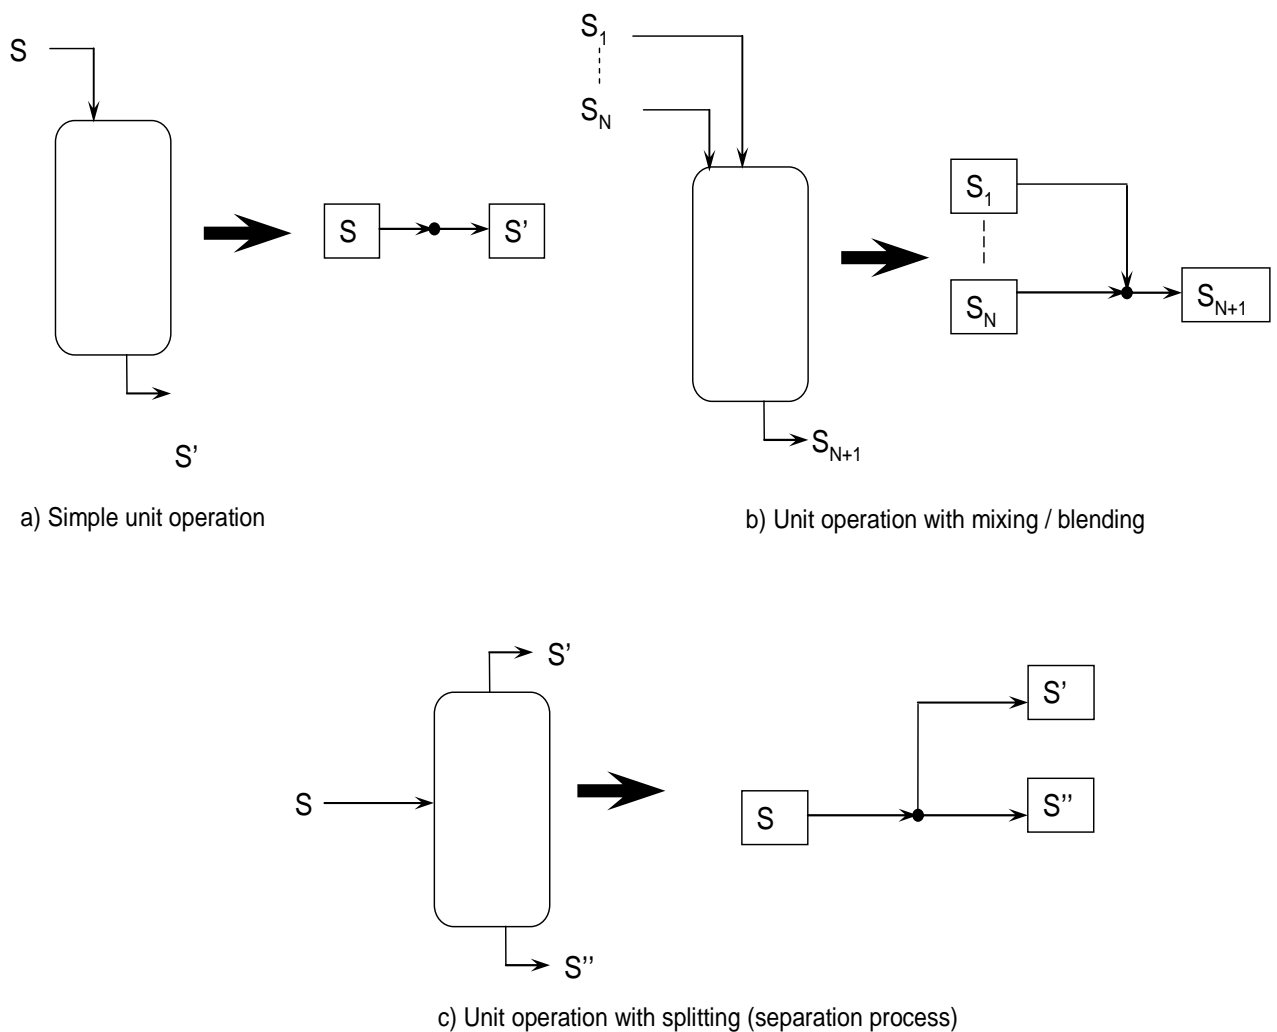 S
S'
S S'
a) Simple unit operation
S1
SN
SN+1
S1
SN
SN+1
b) Unit operation with mixing / blending
S
S'
S''
S
S'
S''
c) Unit operation with splitting (separation process)